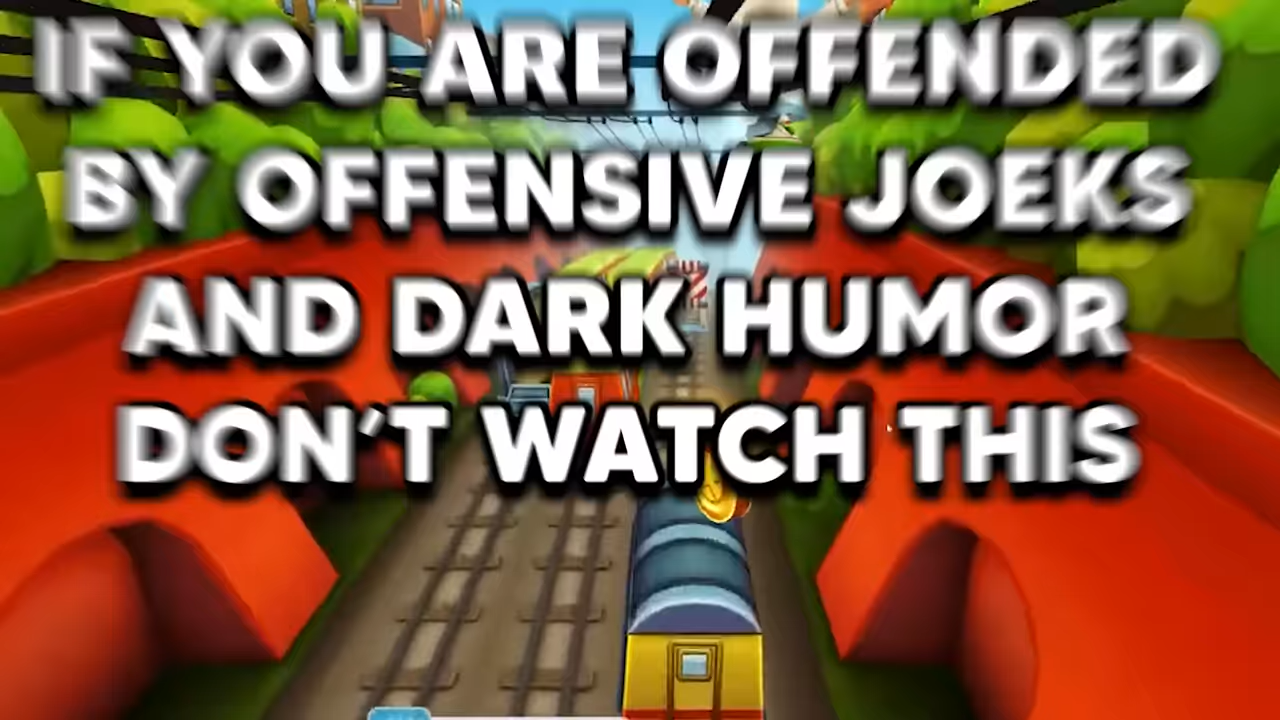 IF YOU ARE OFFENDED
BY OFFENSIVE JOEKS
AND DARK HUMOR
DON'T WATCH THIS